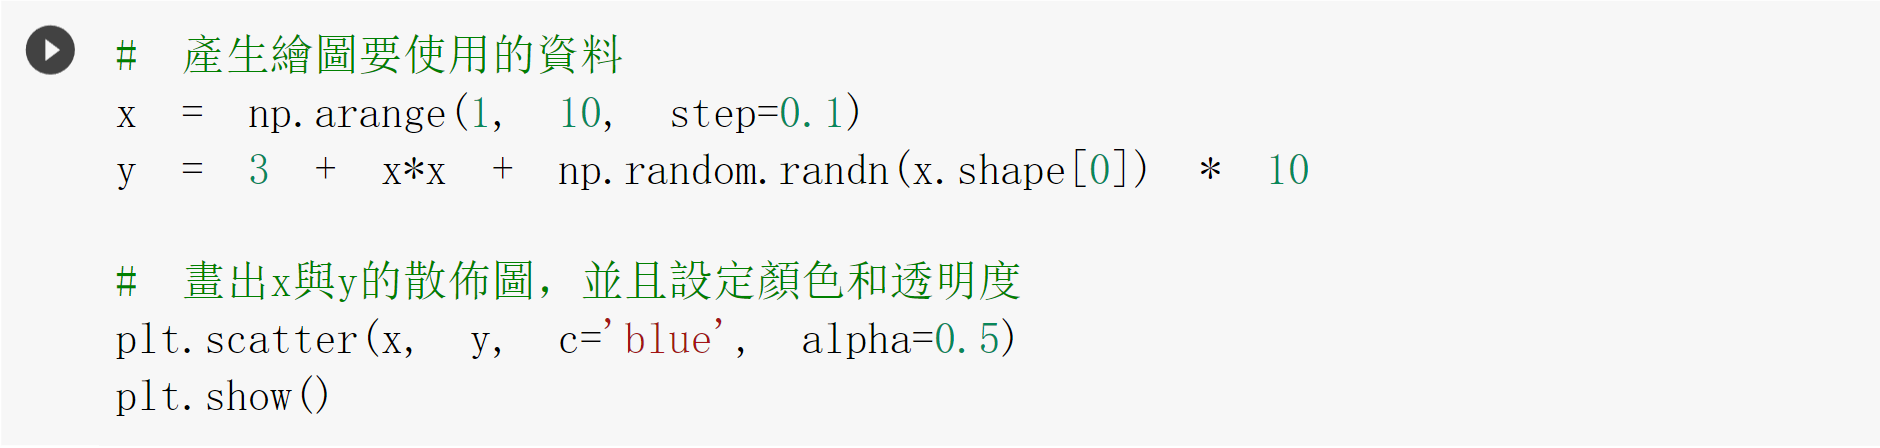 # 產生繪圖要使用的資料
x = np.arange(1, 10, step=0.1)
y = 3 + x*x + np.random.randn(x.shape[0]) * 10
# 畫出x與y的散佈圖，並且設定顏色和透明度
plt.scatter(x, y, c='blue', alpha=0.5)
plt.show()